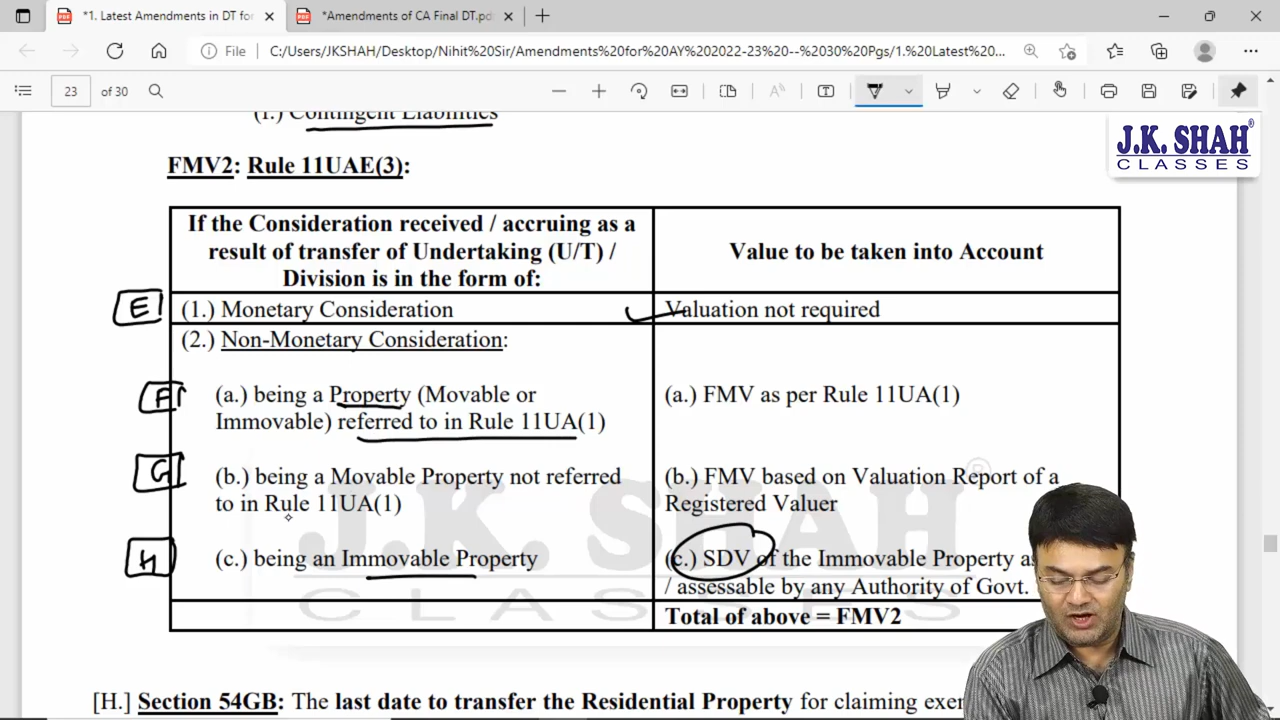 *1. Latest Amendments in DT for
*Amendments of CA Final DT.pd
File
C:/Users/JKSHAH/Desktop/Nihit%20Sir/Amendments%20for%20AY%202022-23%20--%2030%20Pgs/1.%20Latest%20...
23 of 30
J.K. SHAH®
CLASSES
(f.) Contingent Liabilities
FMV2: Rule 11UAE(3):
If the Consideration received / accruing as a
result of transfer of Undertaking (U/T) /
Division is in the form of:
Value to be taken into Account
E
(1.) Monetary Consideration
Valuation not required
(2.) Non-Monetary Consideration:
F
(a.) being a Property (Movable or
Immovable) referred to in Rule 11UA(1)
(a.) FMV as per Rule 11UA(1)
G
(b.) being a Movable Property not referred
to in Rule 11UA(1)
(b.) FMV based on Valuation Report of a
Registered Valuer
H
(c.) being an Immovable Property
(c.) SDV of the Immovable Property as
/ assessable by any Authority of Govt.
Total of above = FMV2
J.K. SHAH®
CLASSES
[H.] Section 54GB: The last date to transfer the Residential Property for claiming exem